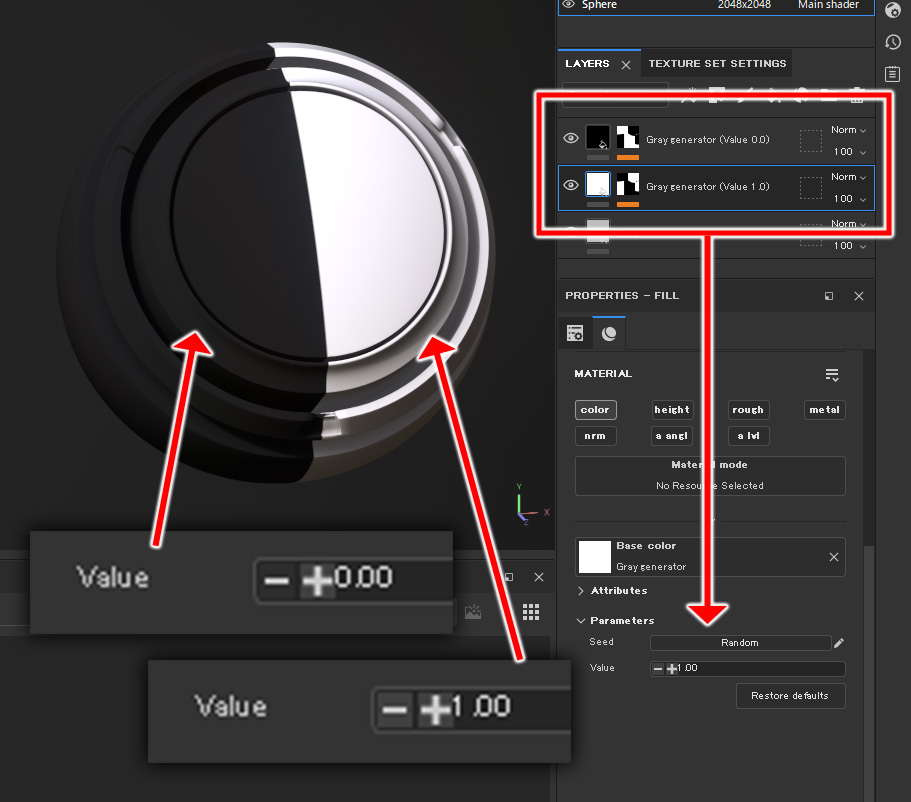 Sphere 2048x2048 Main shader
LAYERS TEXTURE SET SETTINGS
Gray generator (Value 0.0) Norm
100
Gray generator (Value 1.0) Norm
100
Norm
100
PROPERTIES - FILL
MATERIAL
color height rough metal
nrm a angl a lvl
Material mode
No Resource Selected
Base color
Gray generator
Attributes
Parameters
Seed Random
Value 1.00
Restore defaults
Value 0.00
Value 1.00
Y
X
Z